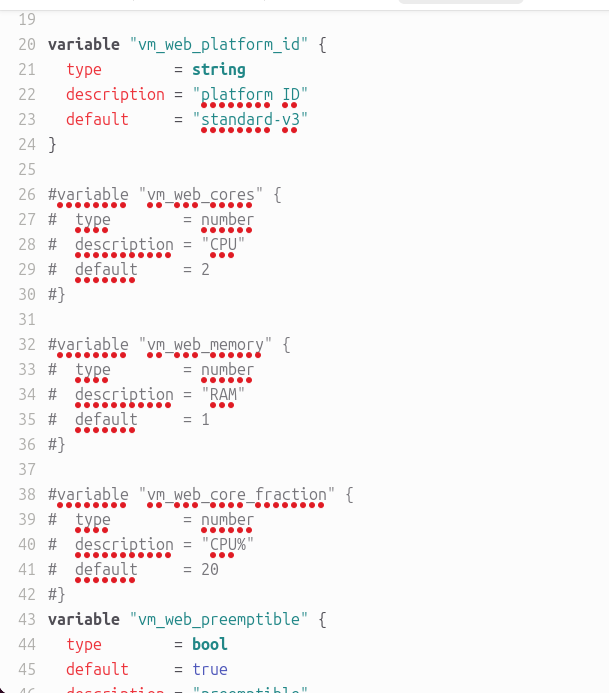 19
20 variable "vm_web_platform_id" {
21   type        = string
22   description = "platform ID"
23   default     = "standard-v3"
24 }
25
26 #variable "vm_web_cores" {
27 #  type        = number
28 #  description = "CPU"
29 #  default     = 2
30 #}
31
32 #variable "vm_web_memory" {
33 #  type        = number
34 #  description = "RAM"
35 #  default     = 1
36 #}
37
38 #variable "vm_web_core_fraction" {
39 #  type        = number
40 #  description = "CPU%"
41 #  default     = 20
42 #}
43 variable "vm_web_preemptible" {
44   type        = bool
45   default     = true
46   description = "preemptible"